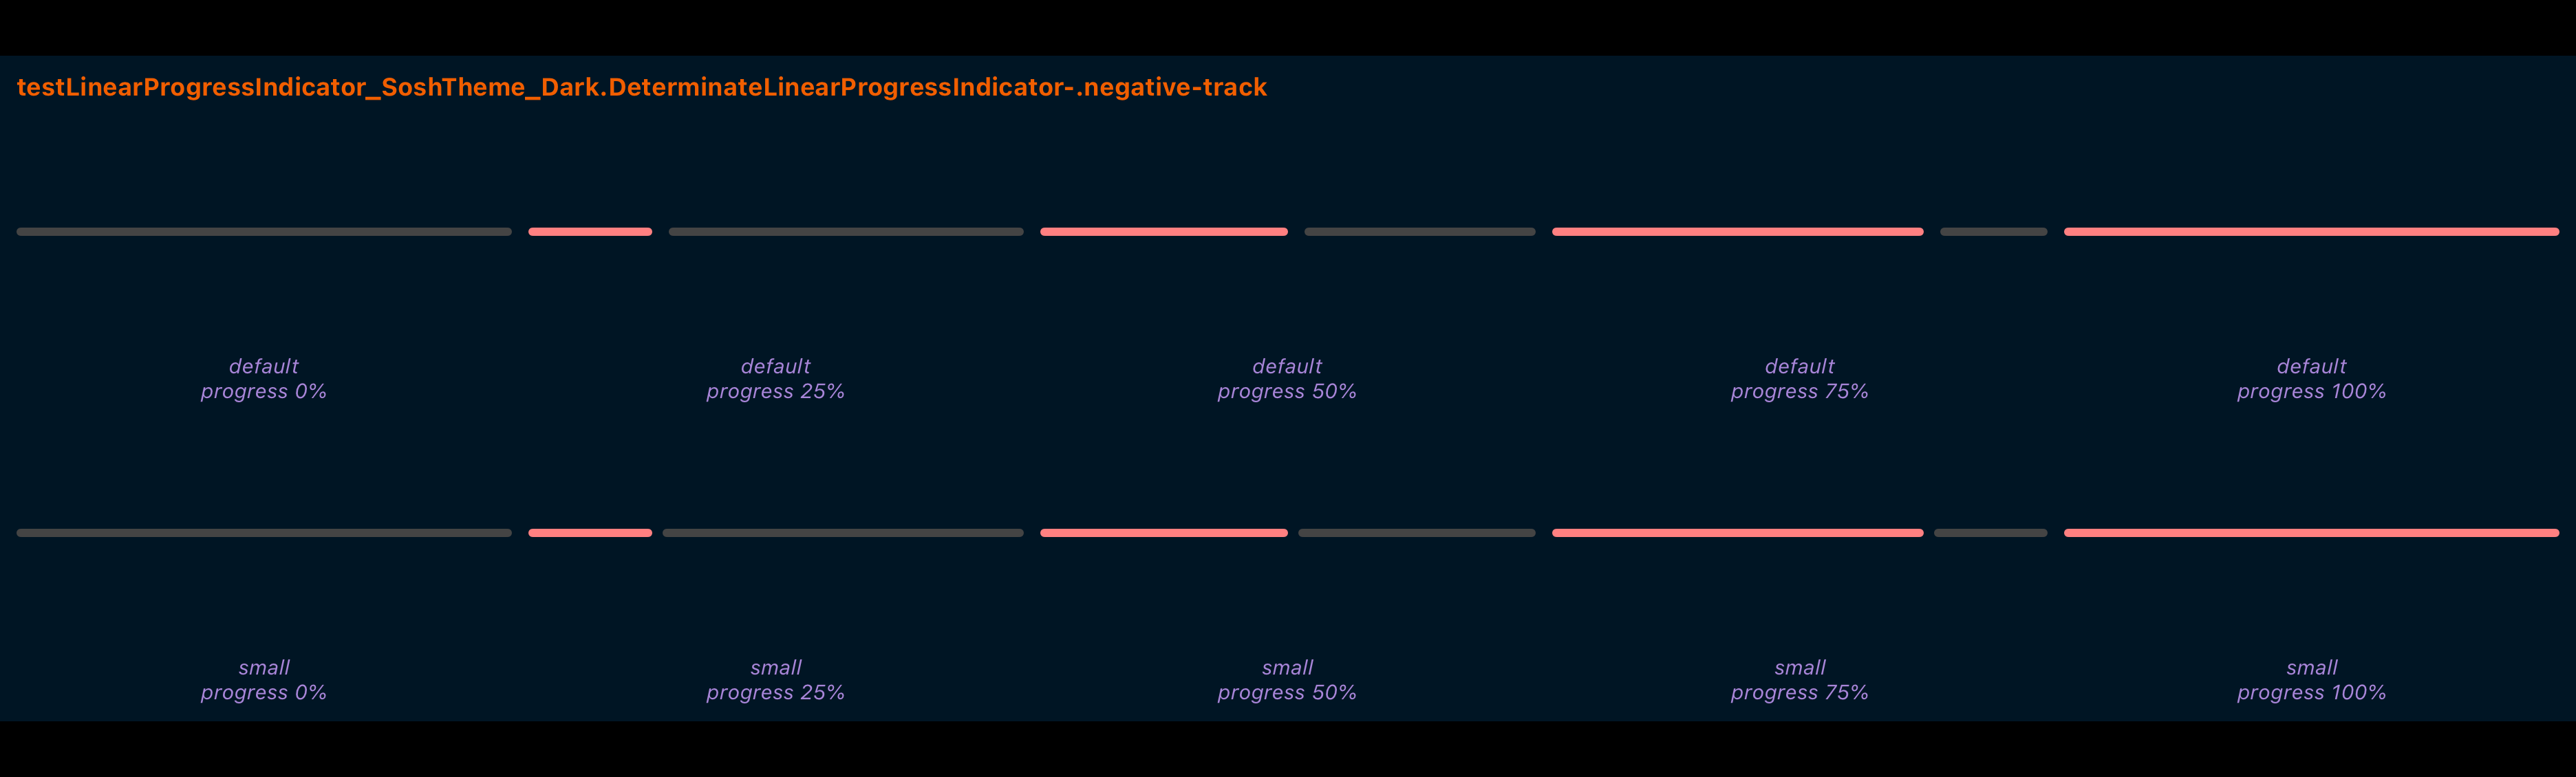 testLinearProgressIndicator_SoshTheme_Dark.DeterminateLinearProgressIndicator-.negative-track
default
progress 0%
default
progress 25%
default
progress 50%
default
progress 75%
default
progress 100%
small
progress 0%
small
progress 25%
small
progress 50%
small
progress 75%
small
progress 100%